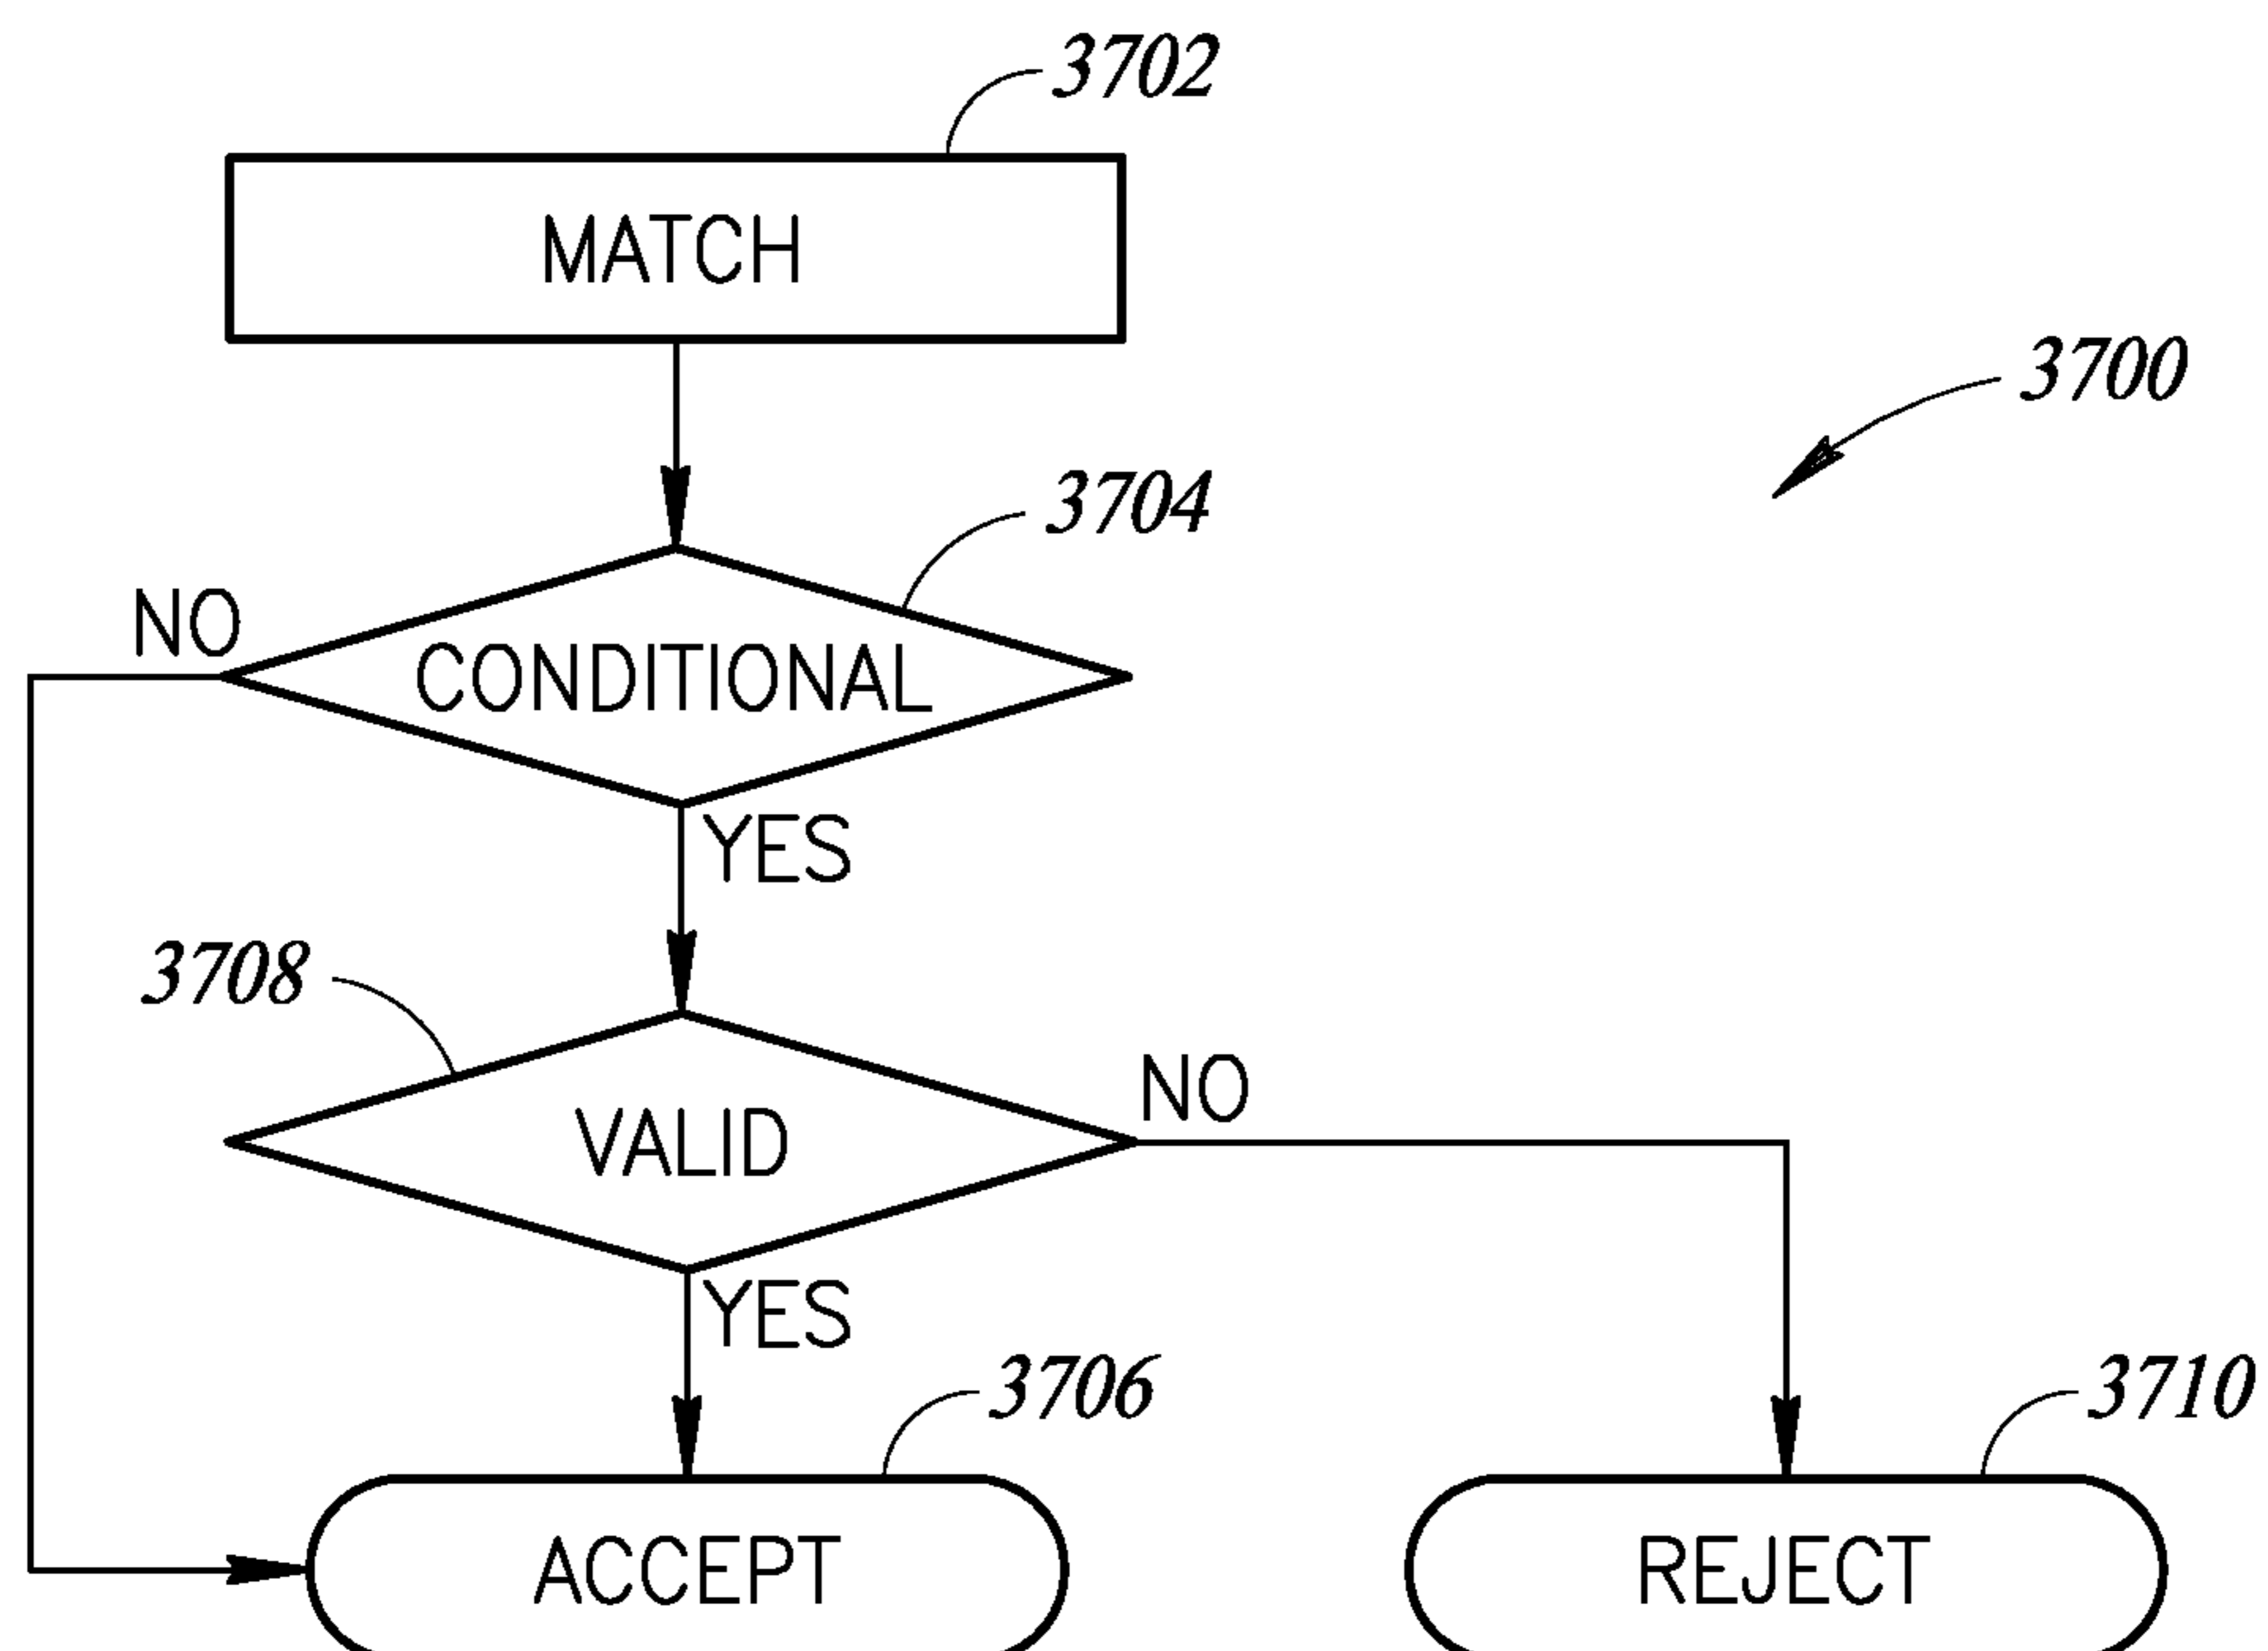 3702
MATCH
3700
3704
NO
CONDITIONAL
YES
3708
NO
VALID
YES
3706
3710
ACCEPT
REJECT